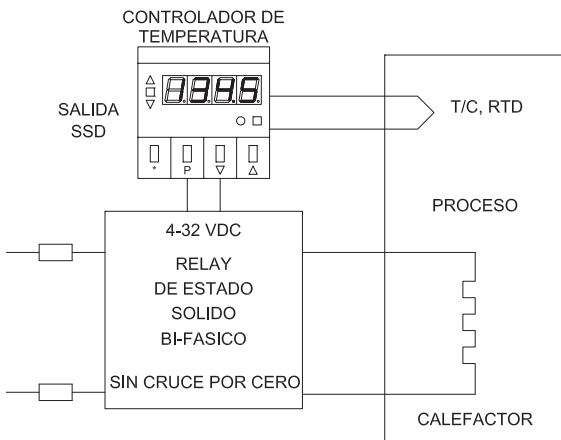 CONTROLADOR DE
TEMPERATURA
1349
SALIDA
SSD
* P
T/C, RTD
PROCESO
4-32 VDC
RELAY
DE ESTADO
SOLIDO
BI-FASICO
SIN CRUCE POR CERO
CALEFACTOR